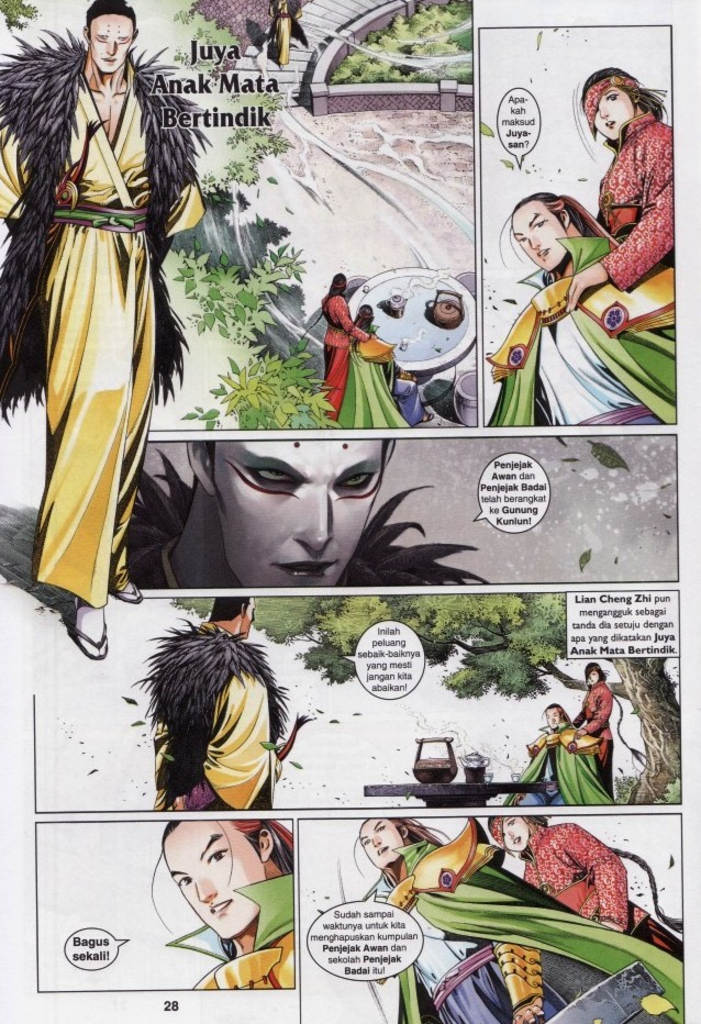 Juya
Anak Mata
Bertindik
Apa-
kah
maksud
Juya-
san?
Penjejak
Awan dan
Penjejak Badai
telah berangkat
ke Gunung
Kunlun!
Inilah
peluang
sebaik-baiknya
yang mesti
jangan kita
abaikan!
Lian Cheng Zhi pun
mengangguk sebagai
tanda dia setuju dengan
apa yang dikatakan Juya
Anak Mata Bertindik.
Bagus
sekali!
Sudah sampai
waktunya untuk kita
menghapuskan kumpulan
Penjejak Awan dan
sekolah Penjejak
Badai itu!
28